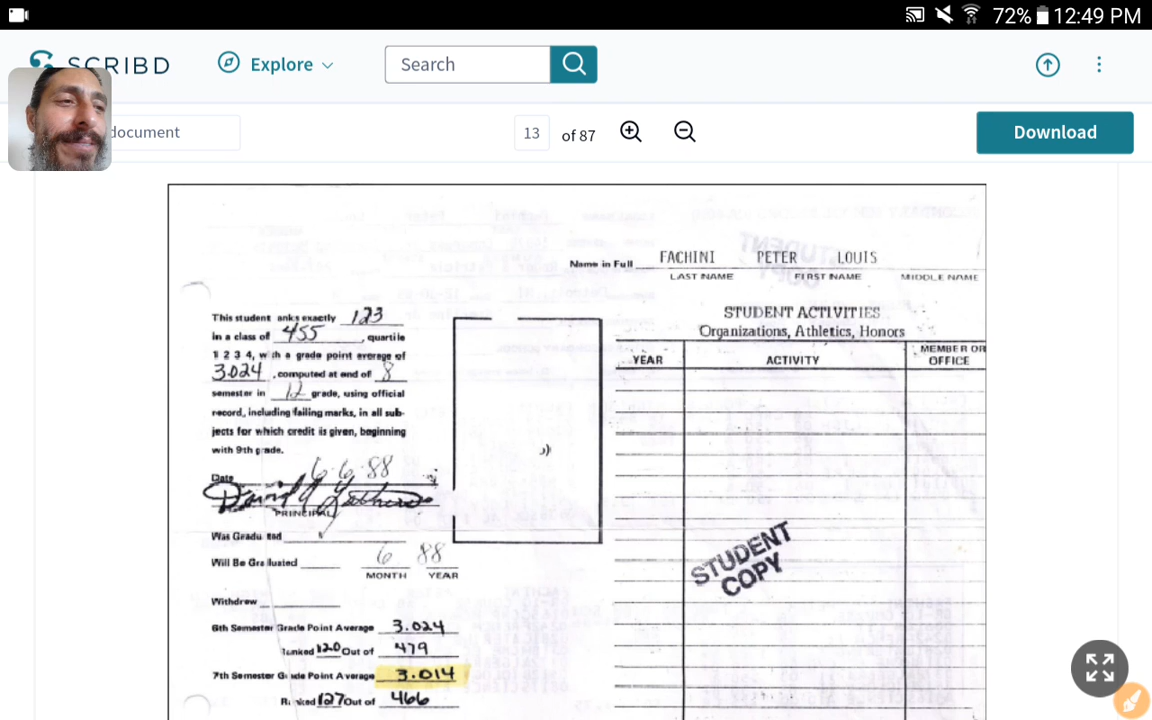 72% 12:49 PM
SCRIBD
Explore
Search
document
13 of 87
Download
Name in Full FACHINI PETER LOUIS
LAST NAME FIRST NAME MIDDLE NAME
This student anks exactly 123
in a class of 455, quartile
1 2 3 4, w th a grade point average of
3.024, computed at end of 8
semester in 12 grade, using official
record, including failing marks, in all sub-
jects for which credit is given, beginning
with 9th grade.
Date 6.6.88
PRINCIPAL
Was Gradu ted
Will Be Gra luated 6 88
MONTH YEAR
Withdrew
6th Semester Grade Point Average 3.024
Ranked 120 Out of 479
7th Semester Grade Point Average 3.014
Ranked 127 Out of 466
STUDENT ACTIVITIES
Organizations, Athletics, Honors
YEAR ACTIVITY MEMBER OR
OFFICE
STUDENT
COPY